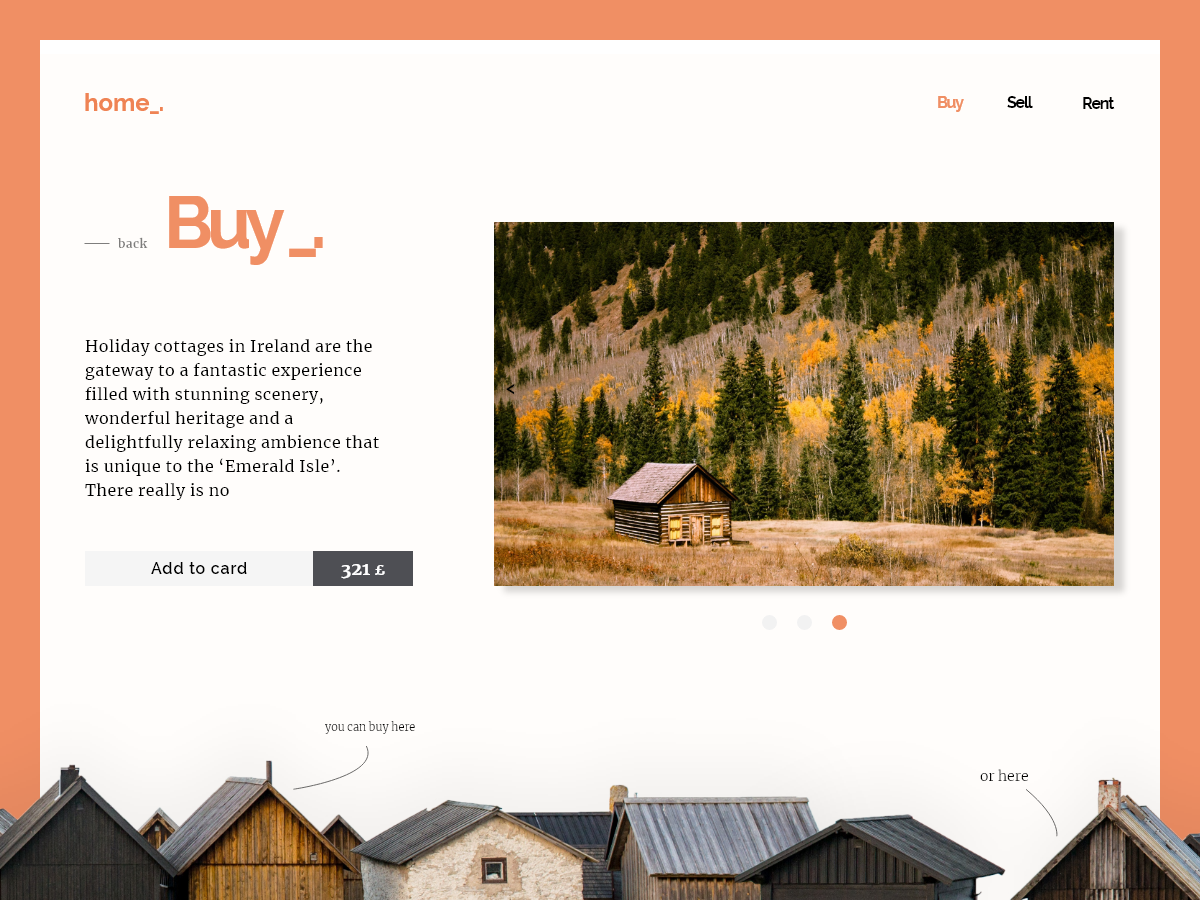 home_.
Buy
Sell
Rent
back
Buy_.
Holiday cottages in Ireland are the
gateway to a fantastic experience
filled with stunning scenery,
wonderful heritage and a
delightfully relaxing ambience that
is unique to the ‘Emerald Isle’.
There really is no
<
>
Add to card
321 £
you can buy here
or here